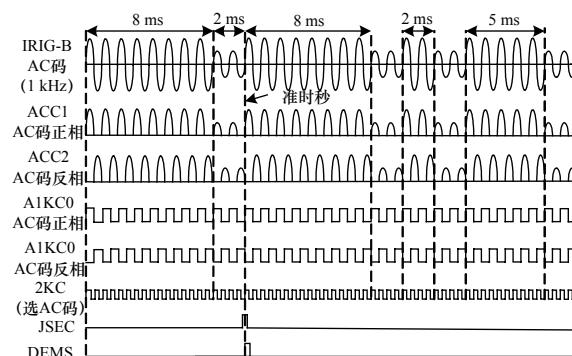 8 ms
2 ms
8 ms
2 ms
5 ms
IRIG-B
AC码
(1 kHz)
准时秒
ACC1
AC码正相
ACC2
AC码反相
A1KC0
AC码正相
A1KC0
AC码反相
2KC
(选AC码)
JSEC
DEMS